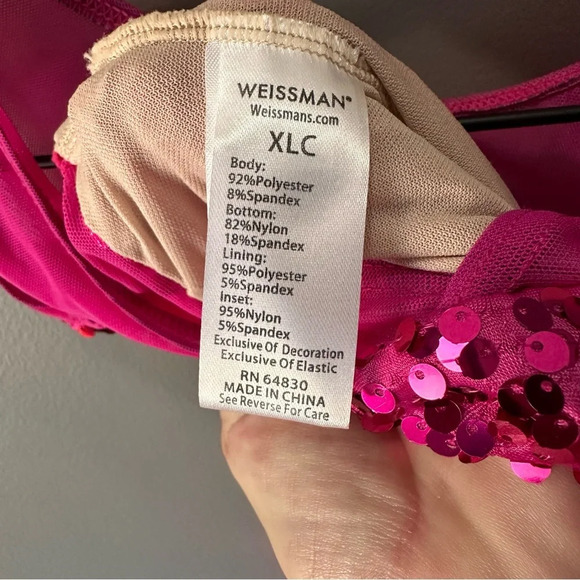 WEISSMAN®
Weissmans.com
XLC
Body:
92%Polyester
8%Spandex
Bottom:
82%Nylon
18%Spandex
Lining:
95%Polyester
5%Spandex
Inset:
95%Nylon
5%Spandex
Exclusive Of Decoration
Exclusive Of Elastic
RN 64830
MADE IN CHINA
See Reverse For Care